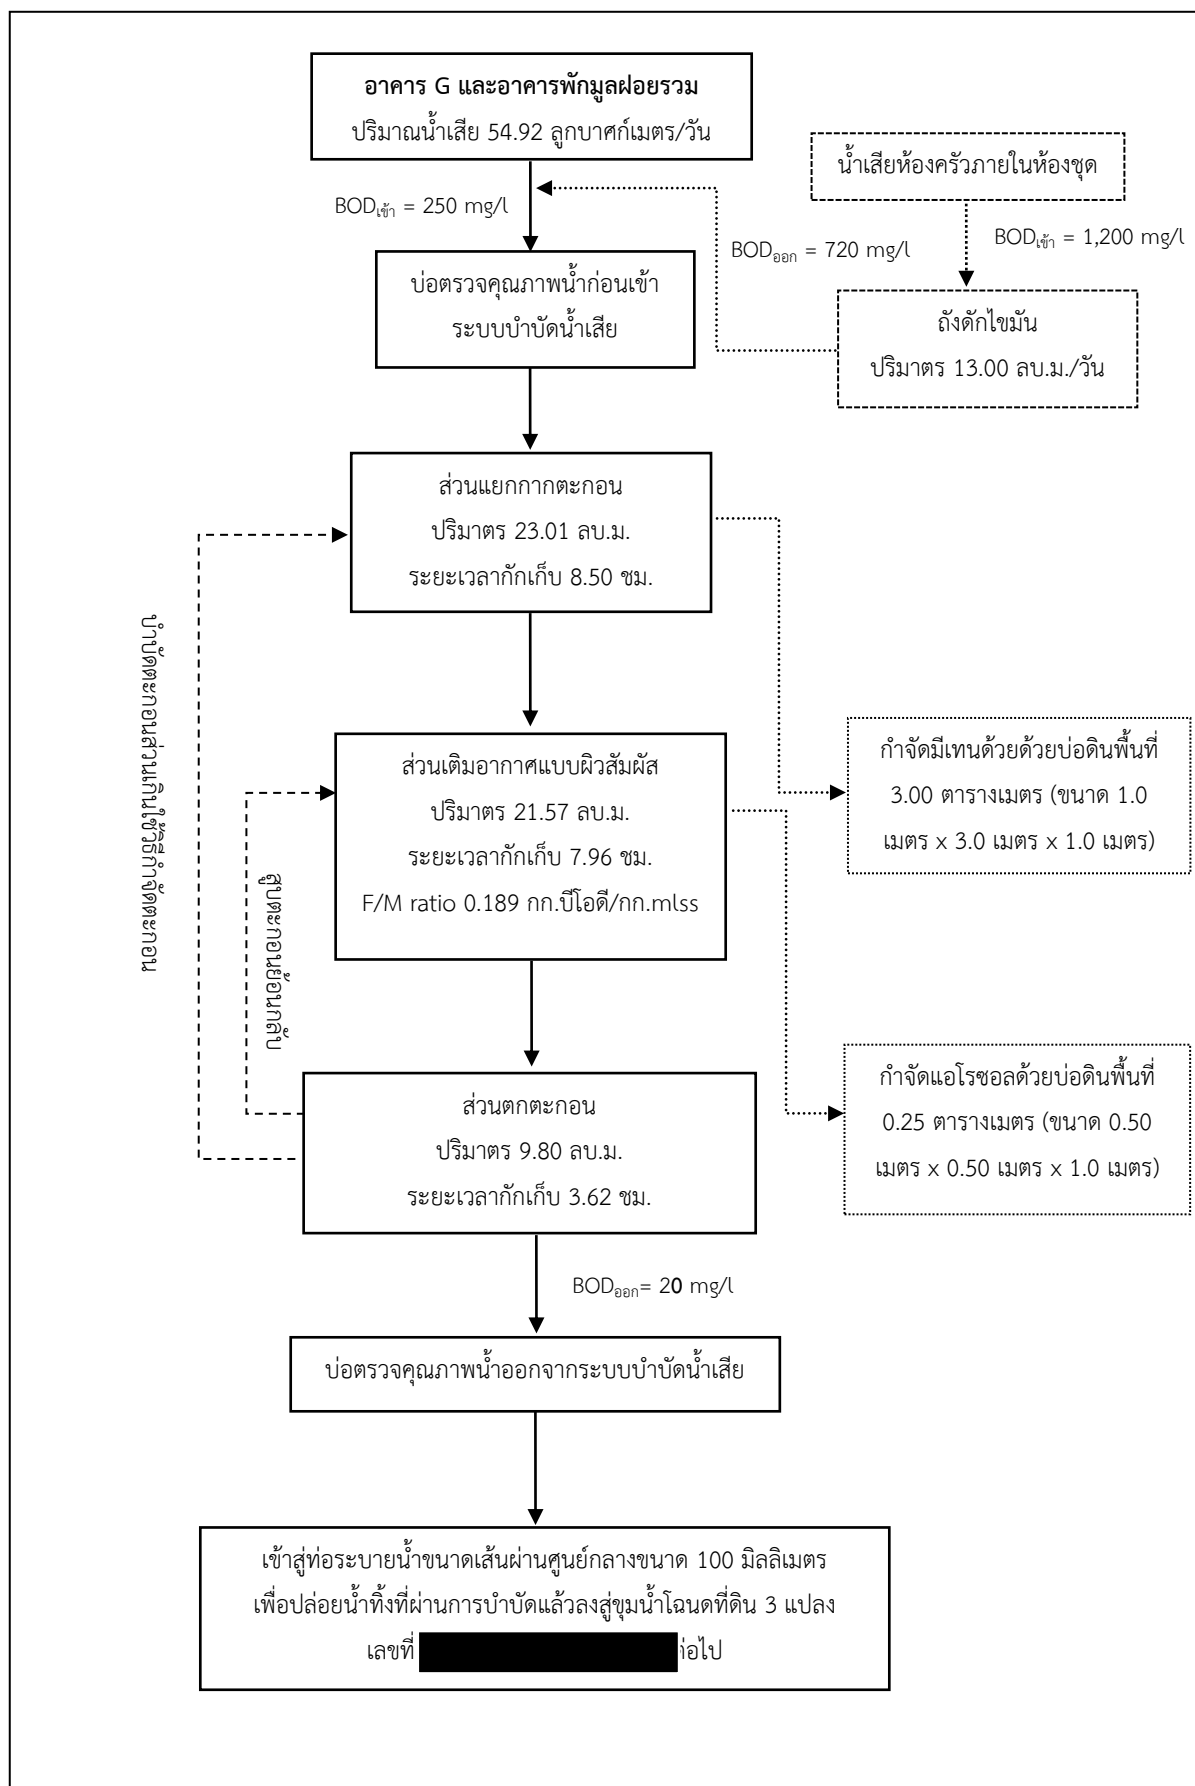 อาคาร G และอาคารพักมูลฝอยรวม
ปริมาณน้ำเสีย 54.92 ลูกบาศก์เมตร/วัน
น้ำเสียห้องครัวภายในห้องชุด
BODเข้า = 250 mg/l
BODออก = 720 mg/l
BODเข้า = 1,200 mg/l
บ่อตรวจคุณภาพน้ำก่อนเข้า
ระบบบำบัดน้ำเสีย
ถังดักไขมัน
ปริมาตร 13.00 ลบ.ม./วัน
ส่วนแยกกากตะกอน
ปริมาตร 23.01 ลบ.ม.
ระยะเวลากักเก็บ 8.50 ชม.
บำบัดตะกอนส่วนเกินใช้วิธีกำจัดตะกอน
สูบตะกอนย้อนกลับ
ส่วนเติมอากาศแบบผิวสัมผัส
ปริมาตร 21.57 ลบ.ม.
ระยะเวลากักเก็บ 7.96 ชม.
F/M ratio 0.189 กก.บีโอดี/กก.mlss
กำจัดมีเทนด้วยด้วยบ่อดินพื้นที่
3.00 ตารางเมตร (ขนาด 1.0
เมตร x 3.0 เมตร x 1.0 เมตร)
กำจัดแอโรซอลด้วยบ่อดินพื้นที่
0.25 ตารางเมตร (ขนาด 0.50
เมตร x 0.50 เมตร x 1.0 เมตร)
ส่วนตกตะกอน
ปริมาตร 9.80 ลบ.ม.
ระยะเวลากักเก็บ 3.62 ชม.
BODออก= 20 mg/l
บ่อตรวจคุณภาพน้ำออกจากระบบบำบัดน้ำเสีย
เข้าสู่ท่อระบายน้ำขนาดเส้นผ่านศูนย์กลางขนาด 100 มิลลิเมตร
เพื่อปล่อยน้ำทิ้งที่ผ่านการบำบัดแล้วลงสู่ขุมน้ำโฉนดที่ดิน 3 แปลง
เลขที่ ่อไป